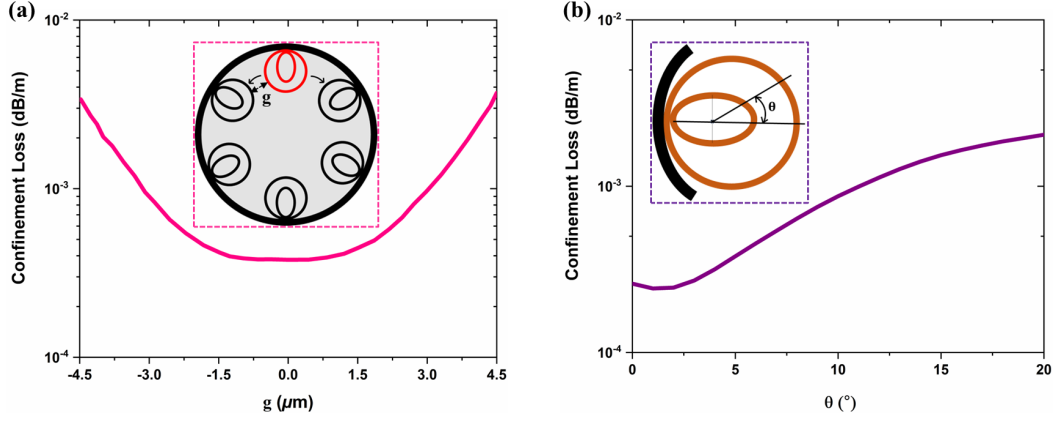 (a)
10⁻²
10⁻³
10⁻⁴
Confinement Loss (dB/m)
g
-4.5 -3.0 -1.5 0.0 1.5 3.0 4.5
g (μm)
(b)
10⁻²
10⁻³
10⁻⁴
Confinement Loss (dB/m)
θ
0 5 10 15 20
θ (°)